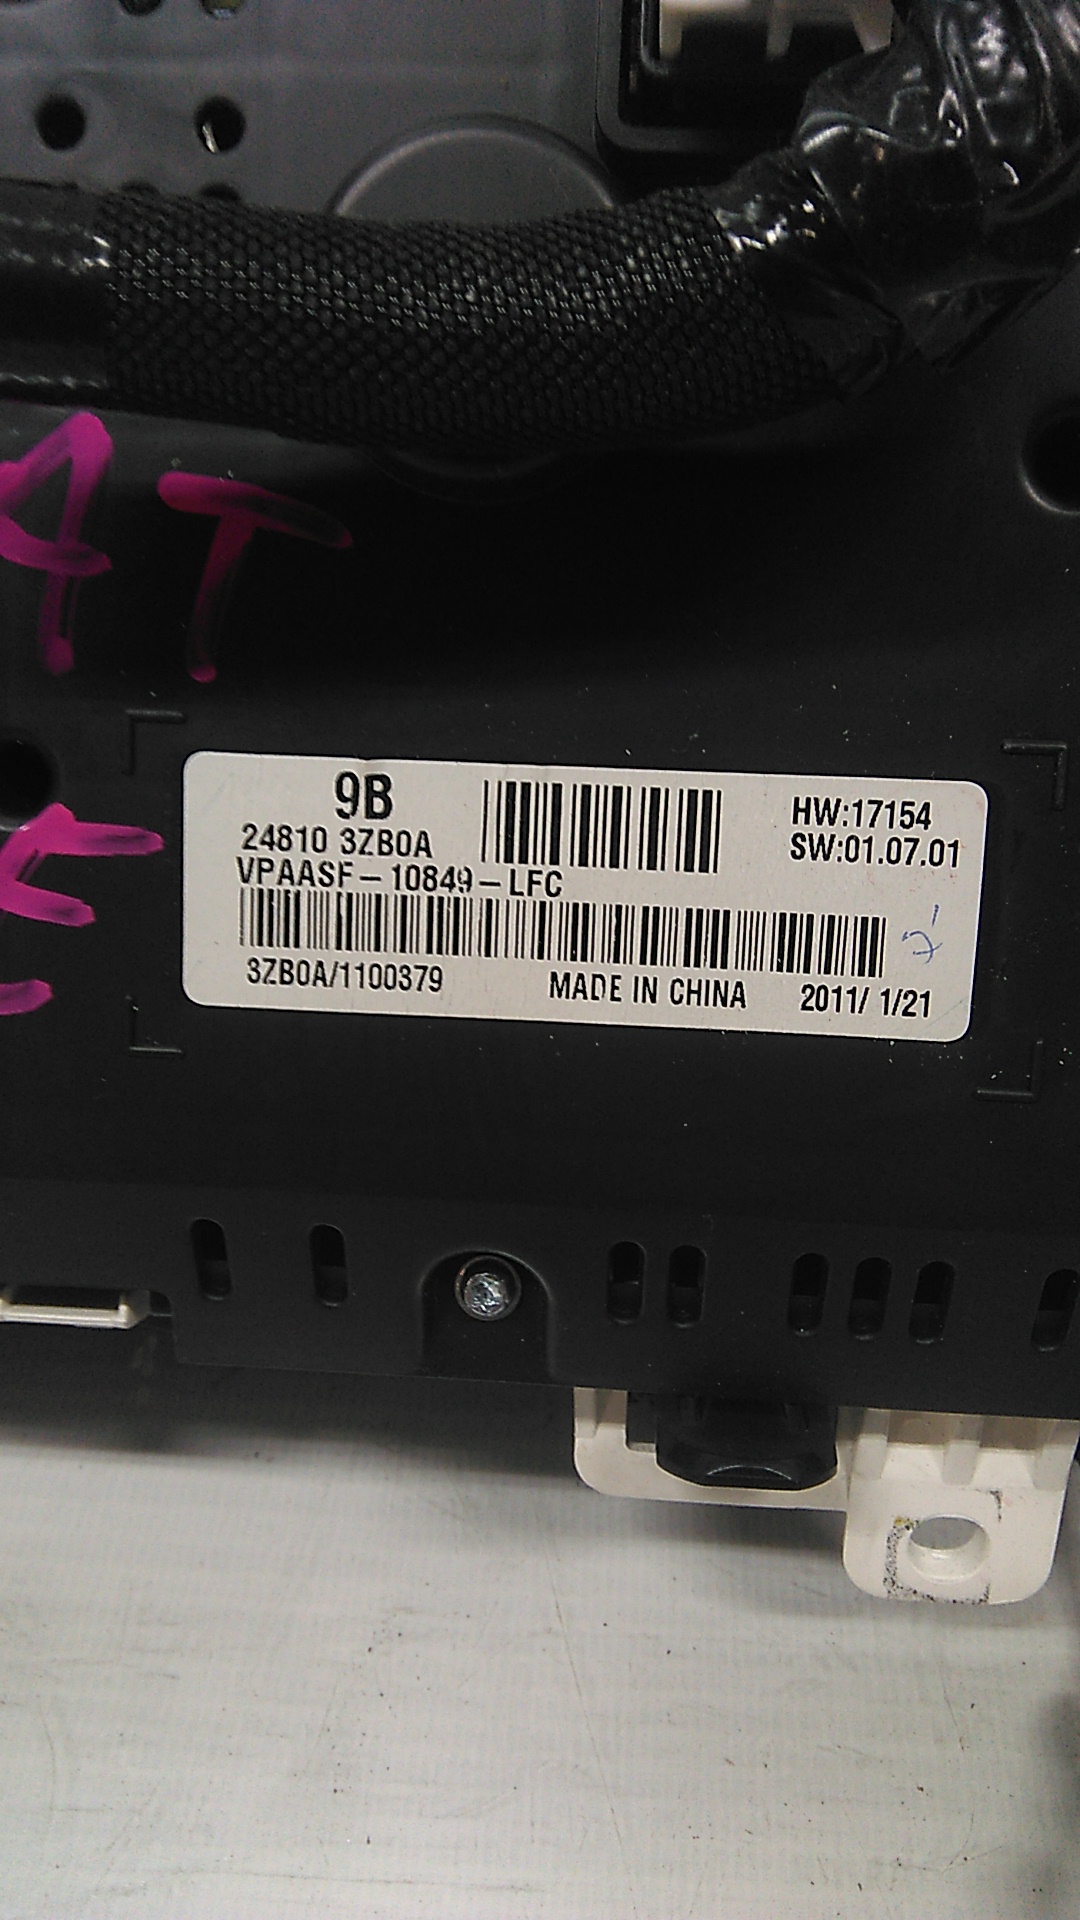 AT
9B
HW:17154
24810 3ZB0A
SW:01.07.01
VPAASF-10849-LFC
3ZB0A/1100379
MADE IN CHINA
2011/ 1/21